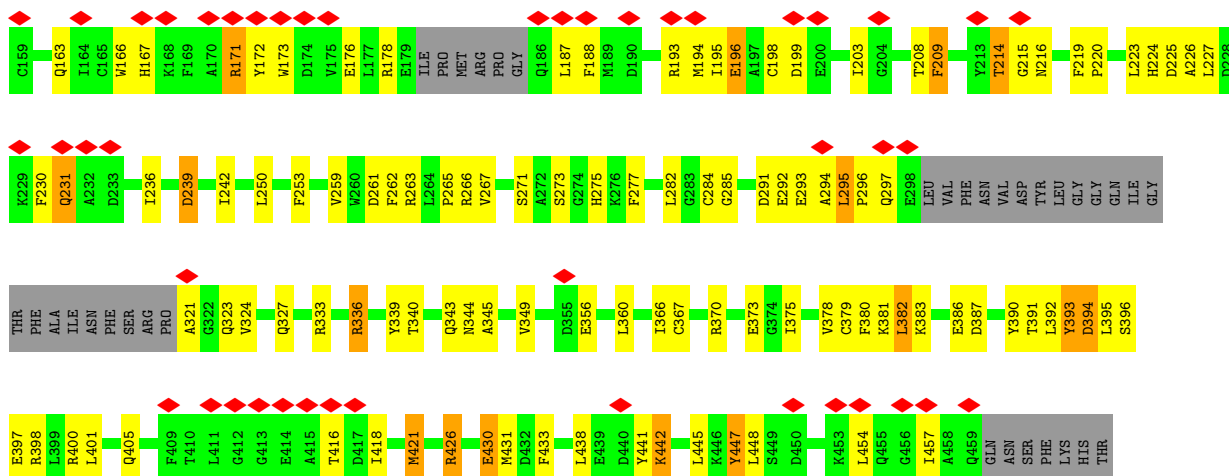 C159 Q163 I164 C165 W166 H167 K168 F169 A170 R171 Y172 W173 D174 V175 E176 L177 R178 E179 ILE PRO MET ARG PRO GLY Q186 L187 F188 M189 D190 R193 M194 I195 E196 A197 C198 D199 E200 I203 G204 T208 F209 Y213 T214 G215 N216 F219 P220 L223 H224 D225 A226 L227 D228
K229 F230 Q231 A232 D233 I236 D239 I242 L250 F253 V259 W260 D261 F262 R263 L264 P265 R266 V267 S271 A272 S273 G274 H275 K276 F277 L282 G283 C284 G285 D291 E292 E293 A294 L295 P296 Q297 E298 LEU VAL PHE ASN VAL ASP TYR LEU GLY GLY GLN ILE GLY
THR PHE ALA ILE ASN PHE SER ARG PRO A321 G322 Q323 V324 Q327 R333 R336 Y339 T340 Q343 N344 A345 V349 D355 E356 L360 I366 C367 R370 E373 G374 I375 V378 C379 F380 K381 L382 K383 E386 D387 Y390 T391 L392 Y393 D394 L395 S396
E397 R398 L399 R400 L401 Q405 F409 T410 L411 G412 G413 E414 A415 T416 D417 I418 M421 R426 E430 M431 D432 F433 L438 E439 D440 Y441 K442 L445 K446 Y447 L448 S449 D450 K453 L454 Q455 G456 I457 A458 Q459 GLN ASN SER PHE LYS HIS THR